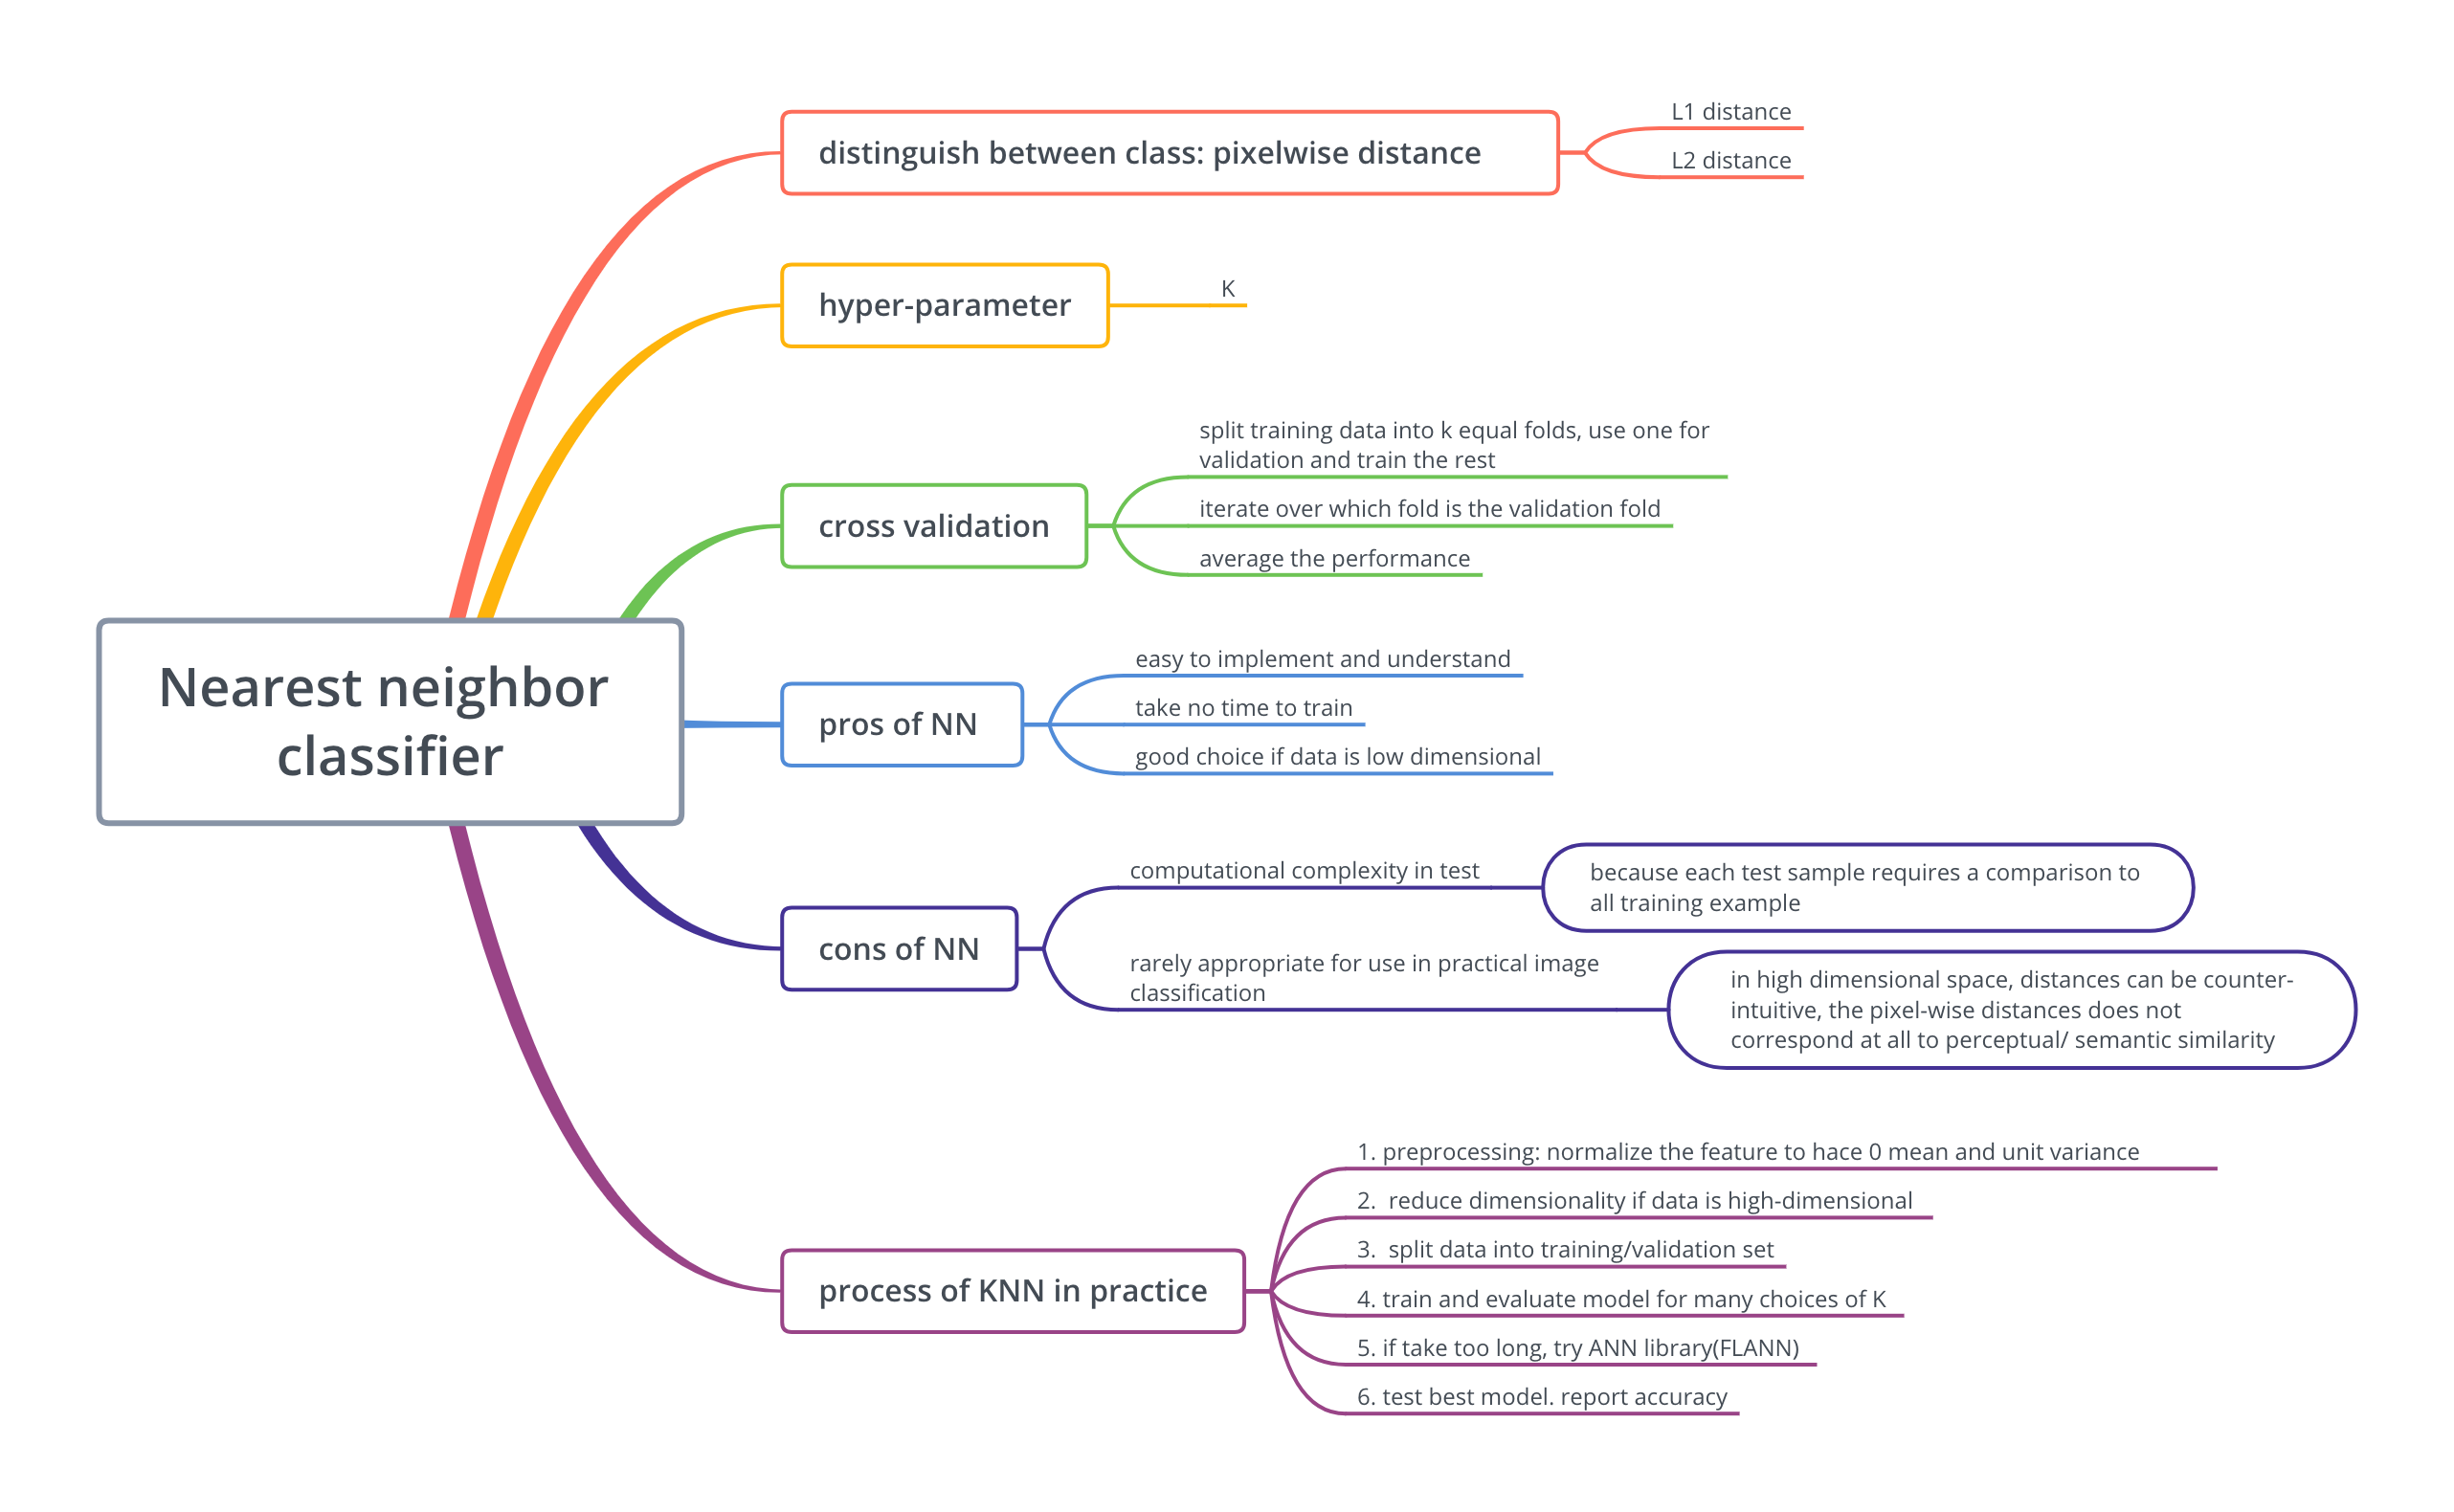 distinguish between class: pixelwise distance
L1 distance
L2 distance
hyper-parameter
K
cross validation
split training data into k equal folds, use one for
validation and train the rest
iterate over which fold is the validation fold
average the performance
Nearest neighbor
classifier
pros of NN
easy to implement and understand
take no time to train
good choice if data is low dimensional
cons of NN
computational complexity in test
because each test sample requires a comparison to
all training example
rarely appropriate for use in practical image
classification
in high dimensional space, distances can be counter-
intuitive, the pixel-wise distances does not
correspond at all to perceptual/ semantic similarity
process of KNN in practice
1. preprocessing: normalize the feature to hace 0 mean and unit variance
2.  reduce dimensionality if data is high-dimensional
3.  split data into training/validation set
4. train and evaluate model for many choices of K
5. if take too long, try ANN library(FLANN)
6. test best model. report accuracy